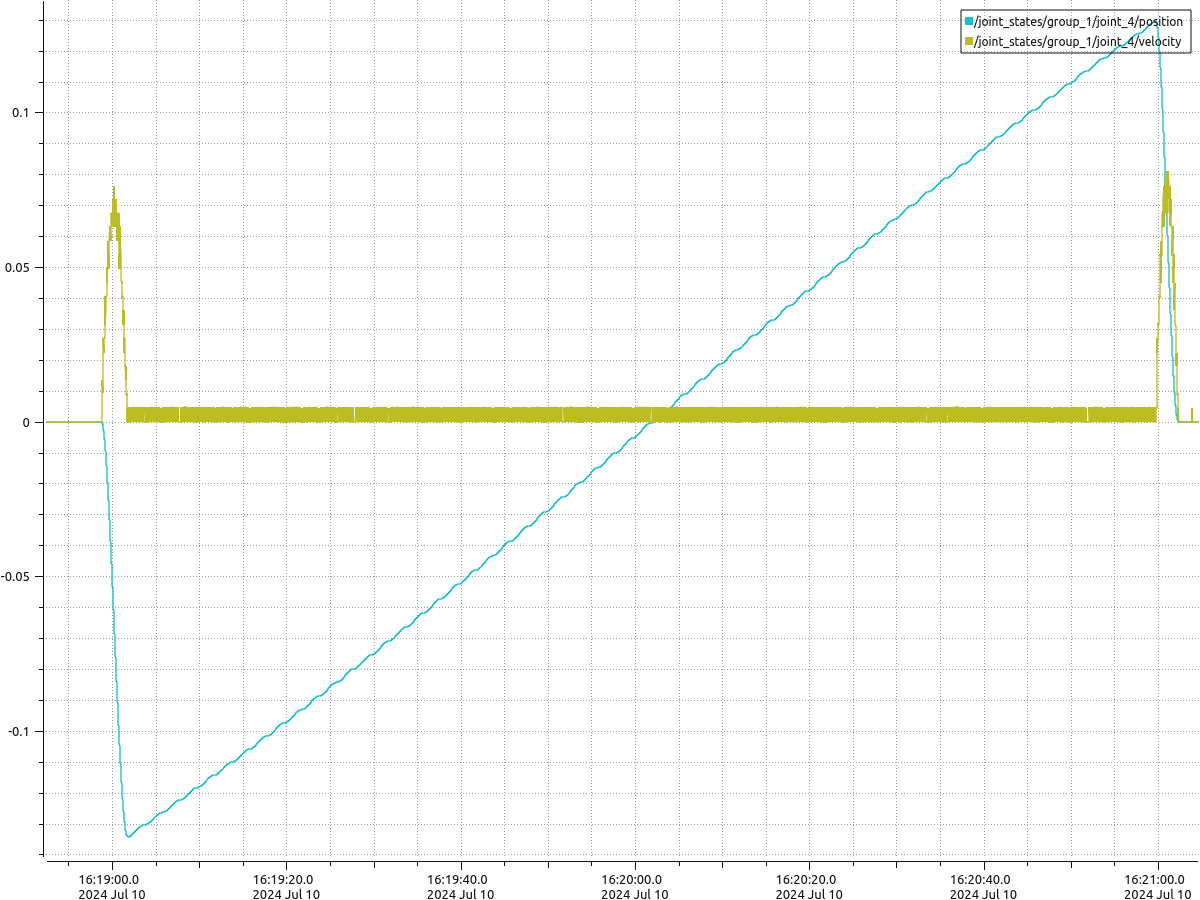 /joint_states/group_1/joint_4/position
/joint_states/group_1/joint_4/velocity
0.1
0.05
0
-0.05
-0.1
16:19:00.0
2024 Jul 10
16:19:20.0
2024 Jul 10
16:19:40.0
2024 Jul 10
16:20:00.0
2024 Jul 10
16:20:20.0
2024 Jul 10
16:20:40.0
2024 Jul 10
16:21:00.0
2024 Jul 10